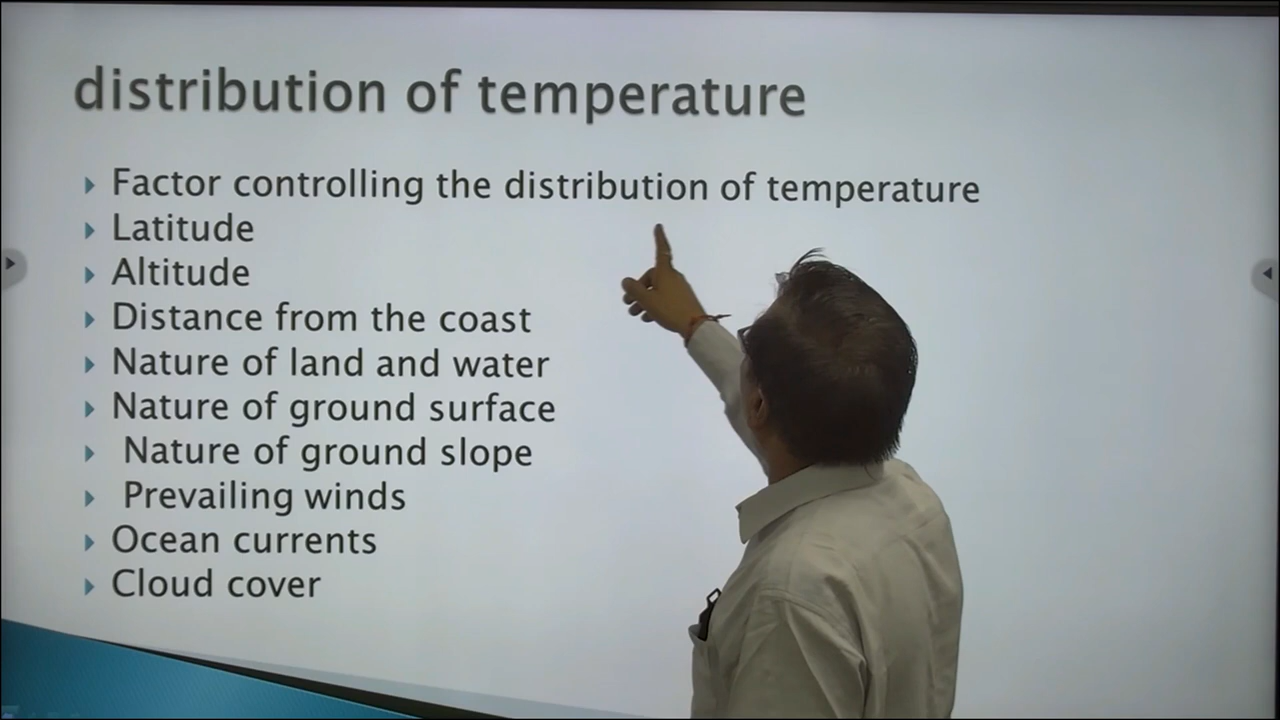 distribution of temperature
Factor controlling the distribution of temperature
Latitude
Altitude
Distance from the coast
Nature of land and water
Nature of ground surface
Nature of ground slope
Prevailing winds
Ocean currents
Cloud cover